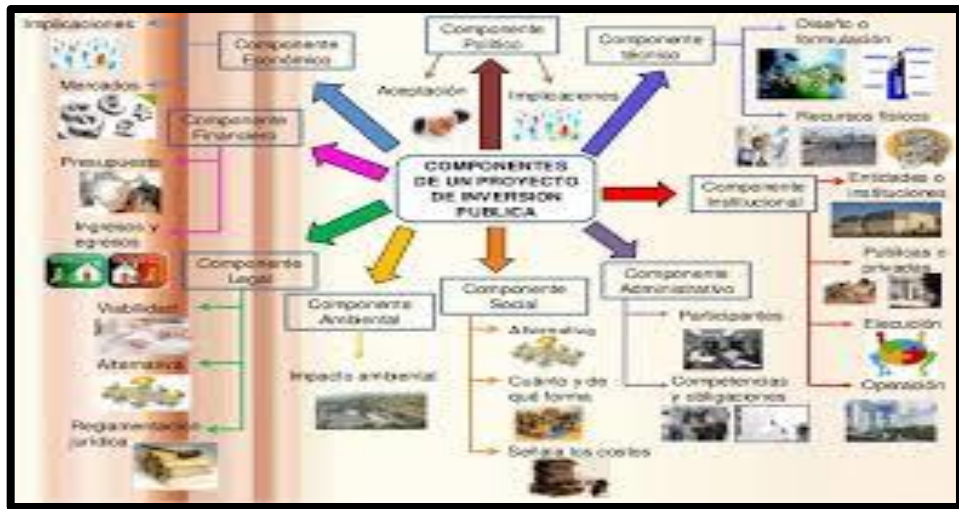 Implicaciones
Mercados
Componente
Económico
Componente
Financiero
Presupuesto
Ingresos y
egresos
Componente
Político
Aceptación
Implicaciones
Componente
técnico
Diseño o
formulación
Recursos físicos
COMPONENTES
DE UN PROYECTO
DE INVERSION
PUBLICA
Componente
Institucional
Entidades o
instituciones
Públicas o
privadas
Ejecución
Operación
Componente
Legal
Viabilidad
Alternativa
Reglamentación
jurídica
Componente
Ambiental
Impacto ambiental
Componente
Social
Alternativa
Cuánto y de
qué forma
Señala los costos
Componente
Administrativo
Participantes
Competencias
y obligaciones